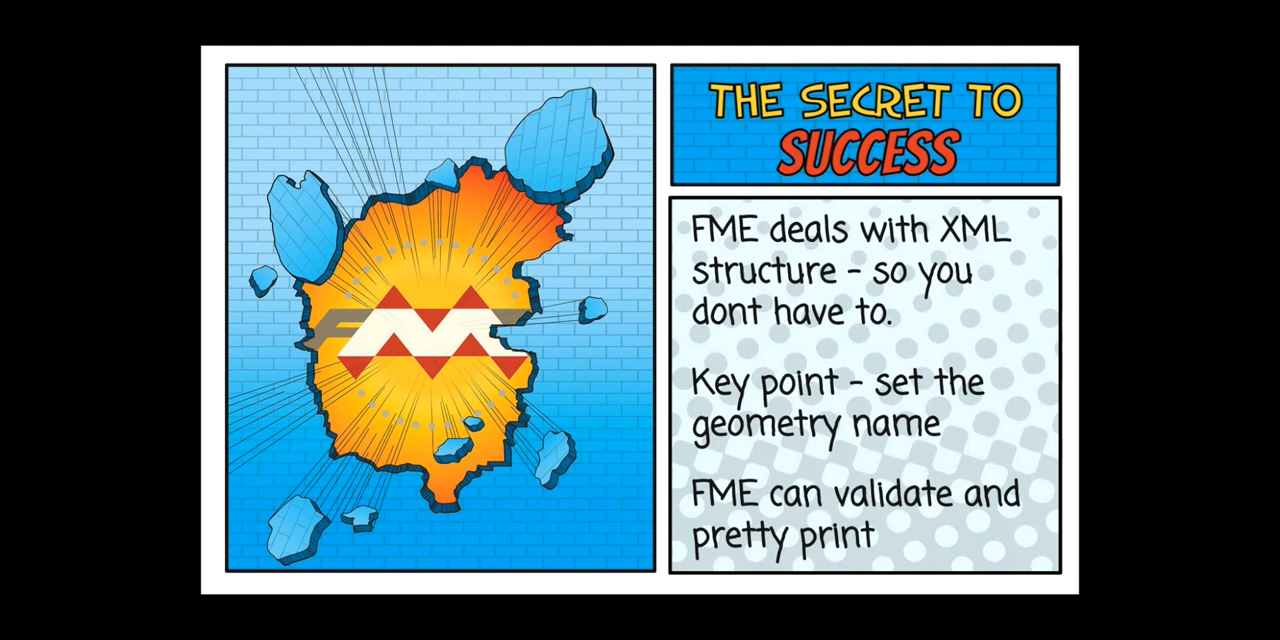 FME
THE SECRET TO
SUCCESS
FME deals with XML
structure - so you
dont have to.
Key point - set the
geometry name
FME can validate and
pretty print